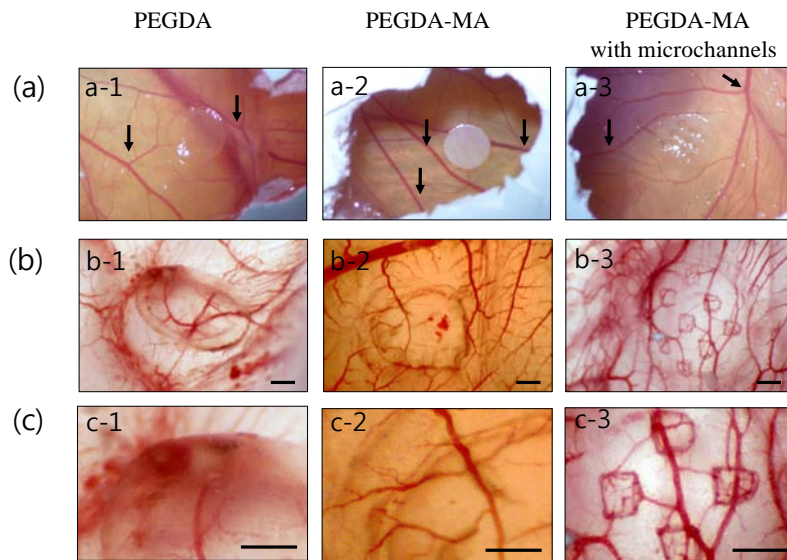 PEGDA
PEGDA-MA
PEGDA-MA
with microchannels
(a)
a-1
a-2
a-3
(b)
b-1
b-2
b-3
(c)
c-1
c-2
c-3